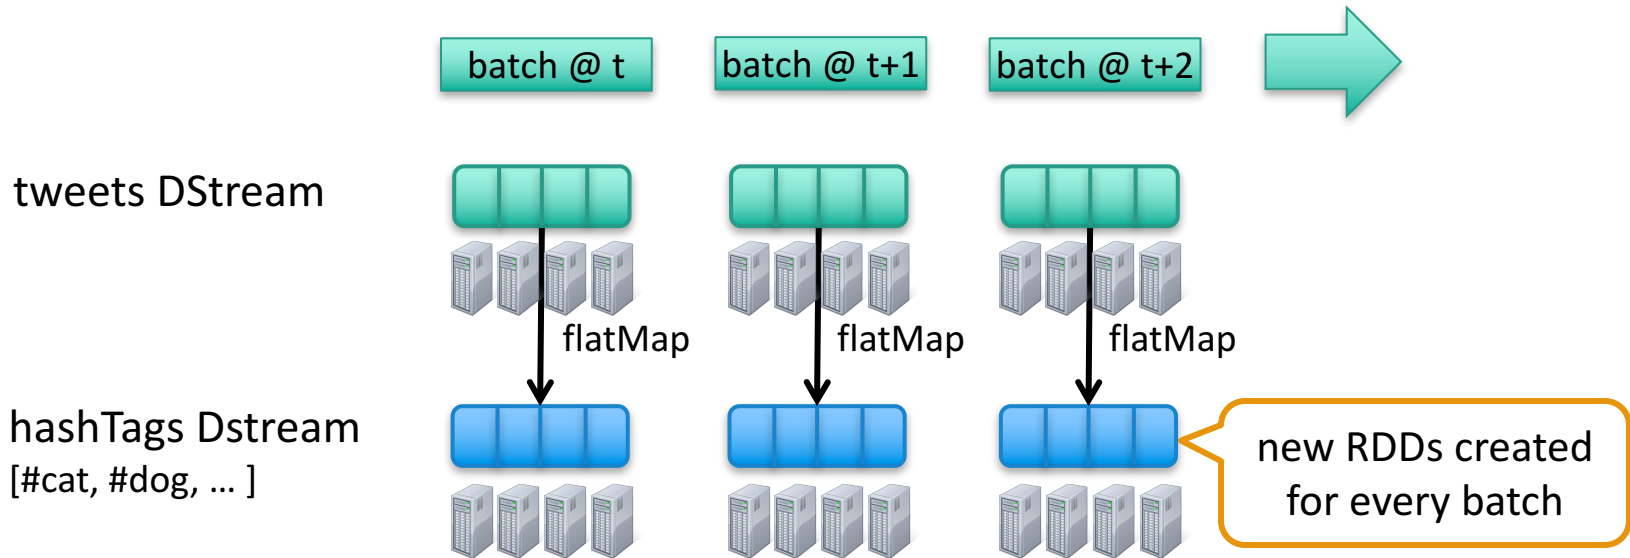 batch @ t
batch @ t+1
batch @ t+2
tweets DStream
flatMap
flatMap
flatMap
hashTags Dstream
[#cat, #dog, … ]
new RDDs created
for every batch